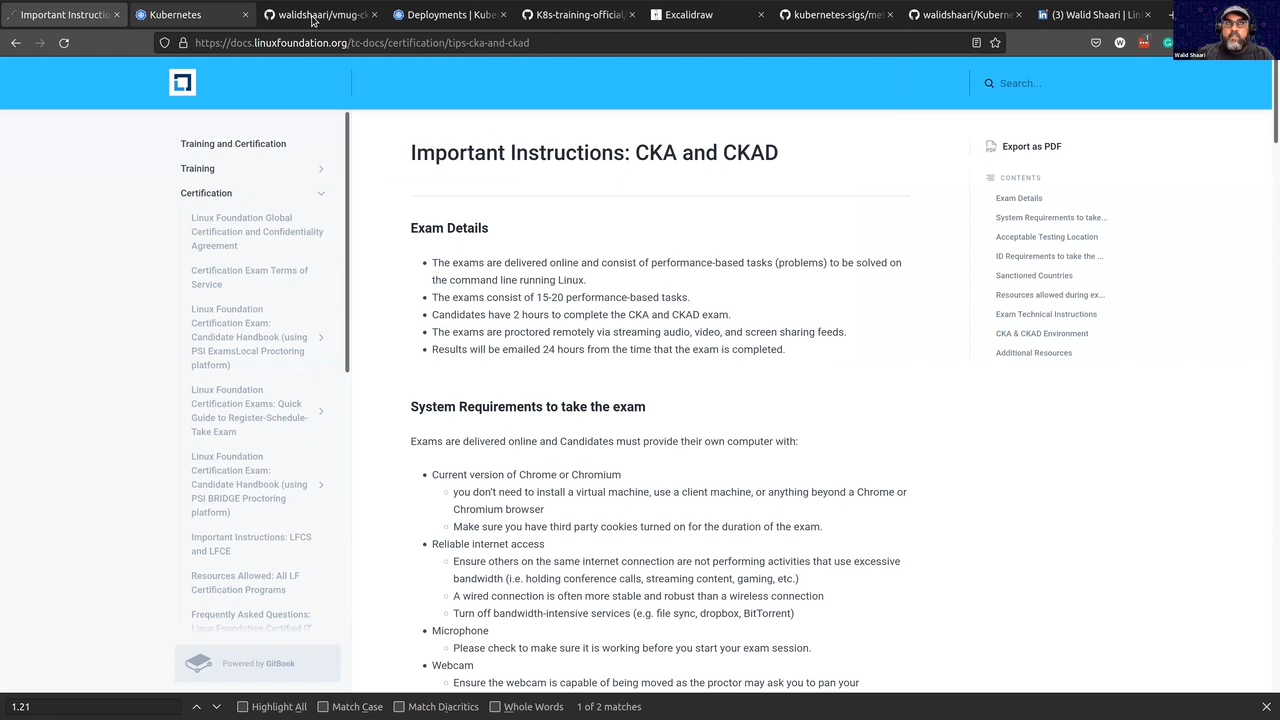 Important Instructio
Kubernetes
walidshaari/vmug-ck
Deployments | Kube
K8s-training-official/
Excalidraw
kubernetes-sigs/me
walidshaari/Kuberne
(3) Walid Shaari | Lin
https://docs.linuxfoundation.org/tc-docs/certification/tips-cka-and-ckad
Walid Shaari
Search...
Training and Certification
Training
Certification
Linux Foundation Global
Certification and Confidentiality
Agreement
Certification Exam Terms of
Service
Linux Foundation
Certification Exam:
Candidate Handbook (using
PSI ExamsLocal Proctoring
platform)
Linux Foundation
Certification Exams: Quick
Guide to Register-Schedule-
Take Exam
Linux Foundation
Certification Exam:
Candidate Handbook (using
PSI BRIDGE Proctoring
platform)
Important Instructions: LFCS
and LFCE
Resources Allowed: All LF
Certification Programs
Frequently Asked Questions:
Linux Foundation Certified IT
Powered by GitBook
Important Instructions: CKA and CKAD
Exam Details
• The exams are delivered online and consist of performance-based tasks (problems) to be solved on
the command line running Linux.
• The exams consist of 15-20 performance-based tasks.
• Candidates have 2 hours to complete the CKA and CKAD exam.
• The exams are proctored remotely via streaming audio, video, and screen sharing feeds.
• Results will be emailed 24 hours from the time that the exam is completed.
System Requirements to take the exam
Exams are delivered online and Candidates must provide their own computer with:
• Current version of Chrome or Chromium
○ you don't need to install a virtual machine, use a client machine, or anything beyond a Chrome or
Chromium browser
○ Make sure you have third party cookies turned on for the duration of the exam.
• Reliable internet access
○ Ensure others on the same internet connection are not performing activities that use excessive
bandwidth (i.e. holding conference calls, streaming content, gaming, etc.)
○ A wired connection is often more stable and robust than a wireless connection
○ Turn off bandwidth-intensive services (e.g. file sync, dropbox, BitTorrent)
• Microphone
○ Please check to make sure it is working before you start your exam session.
• Webcam
○ Ensure the webcam is capable of being moved as the proctor may ask you to pan your
Export as PDF
CONTENTS
Exam Details
System Requirements to take...
Acceptable Testing Location
ID Requirements to take the ...
Sanctioned Countries
Resources allowed during ex...
Exam Technical Instructions
CKA & CKAD Environment
Additional Resources
1.21
Highlight All
Match Case
Match Diacritics
Whole Words
1 of 2 matches